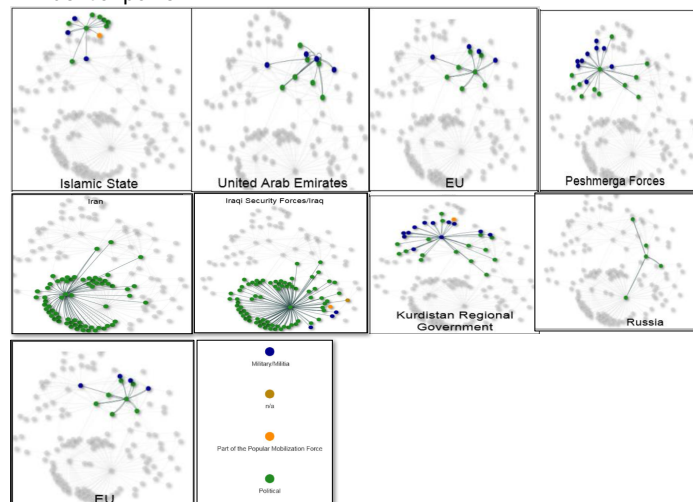 Islamic State
United Arab Emirates
EU
Peshmerga Forces
Iran
Iraqi Security Forces/Iraq
Kurdistan Regional
Government
Russia
EU
Military/Militia
n/a
Part of the Popular Mobilization Force
Political